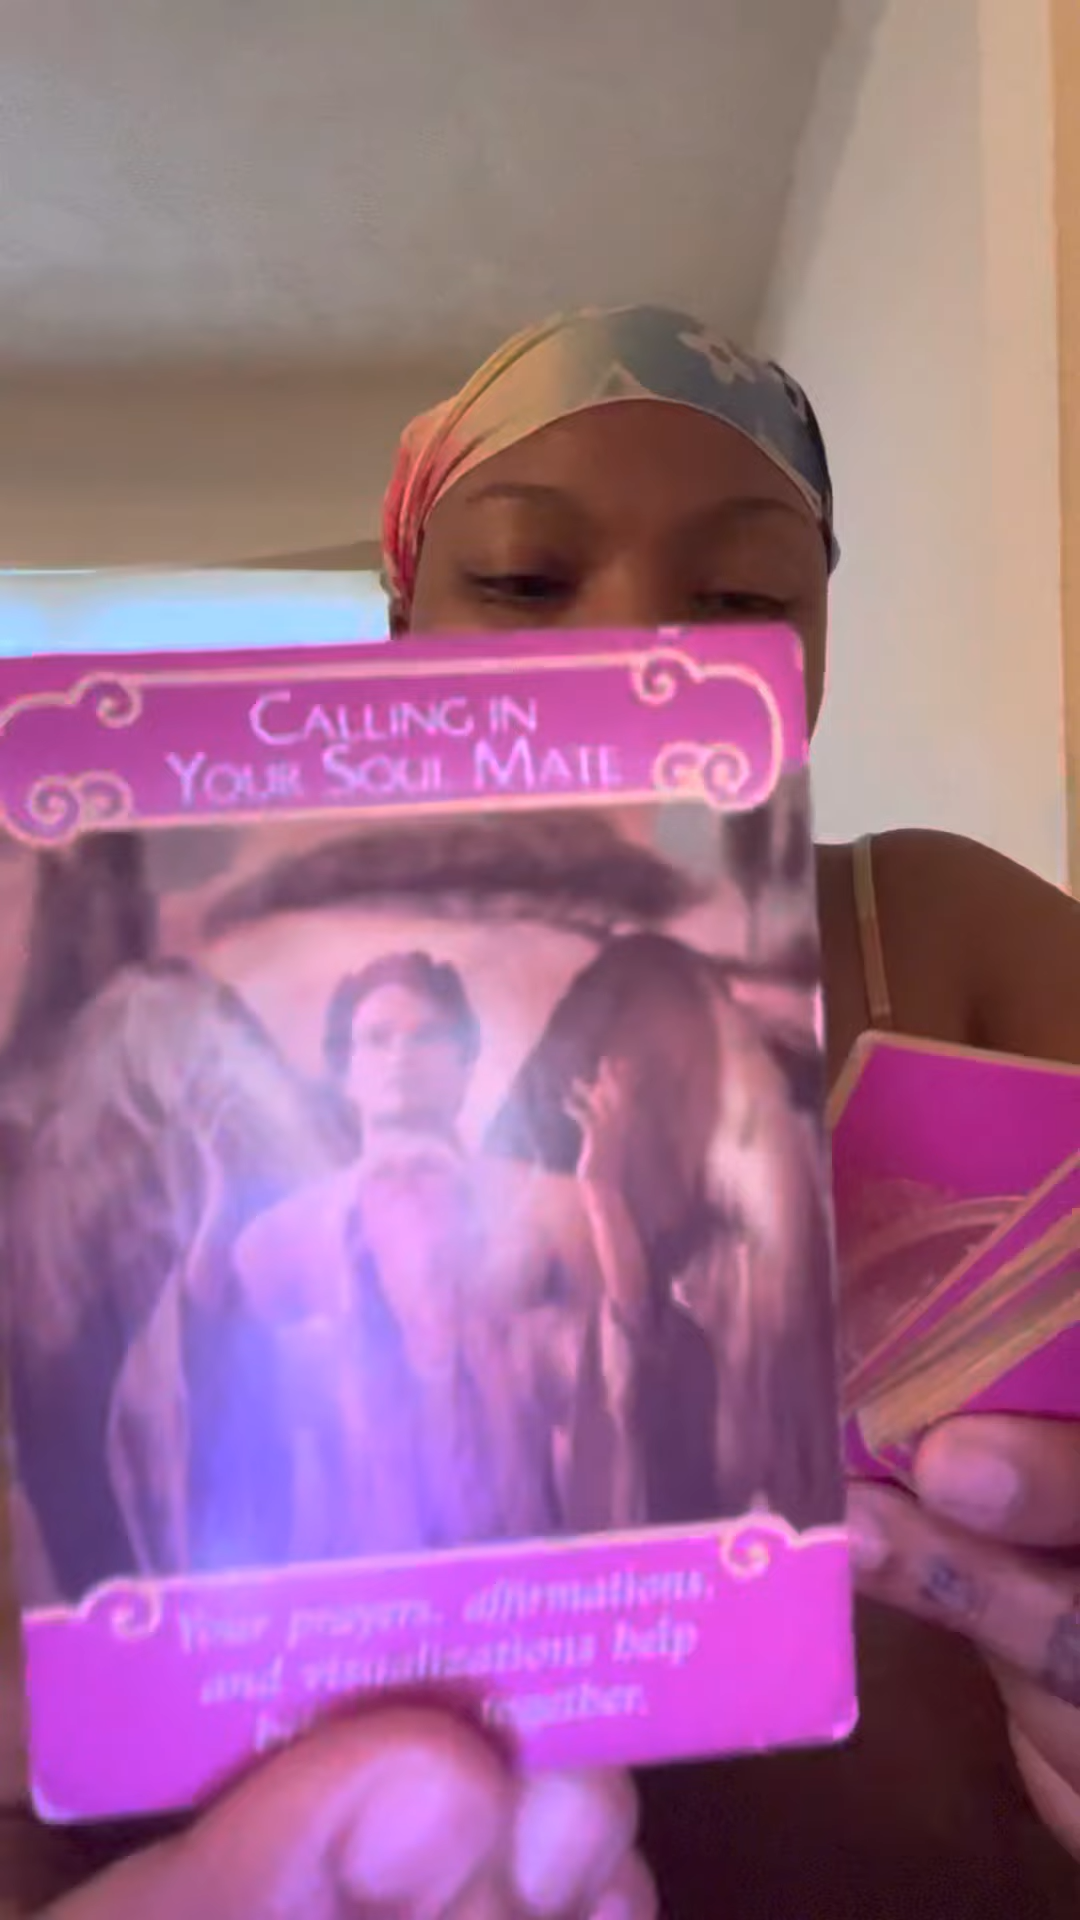 CALLING IN
YOUR SOUL MATE
Your prayers, affirmations,
and visualizations help
together.